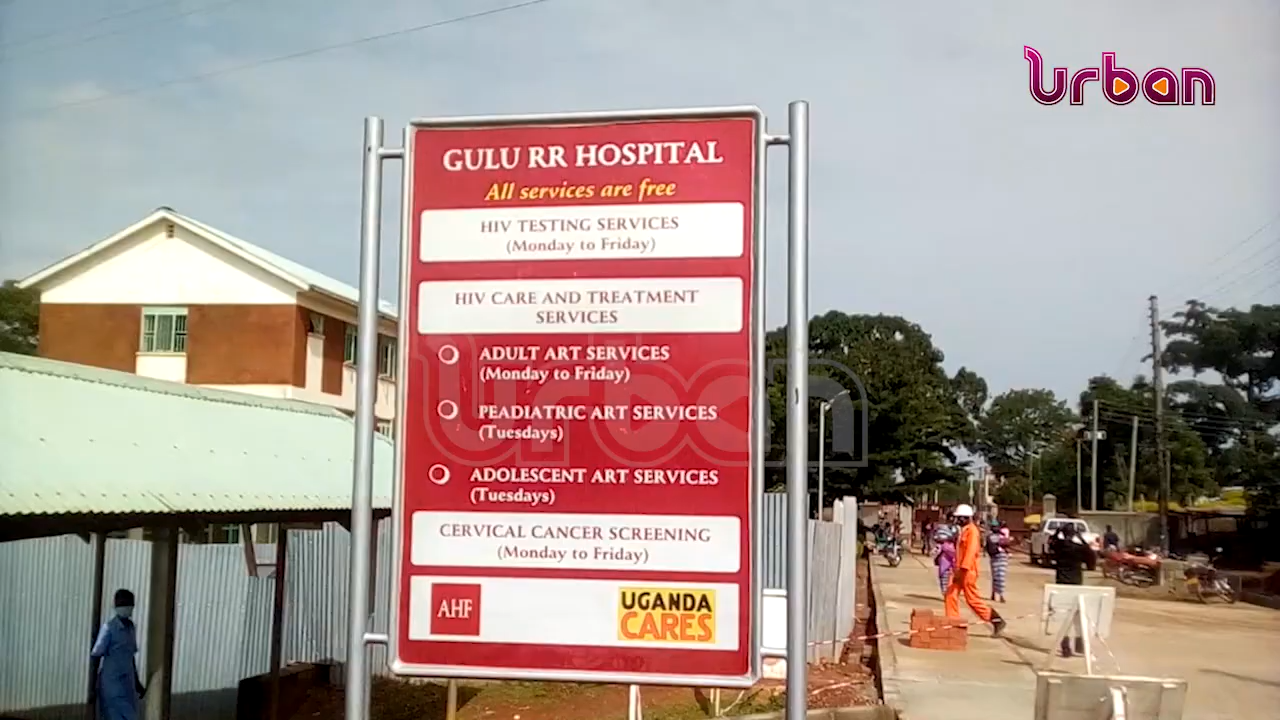 urban
GULU RR HOSPITAL
All services are free
HIV TESTING SERVICES
(Monday to Friday)
HIV CARE AND TREATMENT
SERVICES
ADULT ART SERVICES
(Monday to Friday)
PEADIATRIC ART SERVICES
(Tuesdays)
ADOLESCENT ART SERVICES
(Tuesdays)
CERVICAL CANCER SCREENING
(Monday to Friday)
AHF
UGANDA
CARES
urban